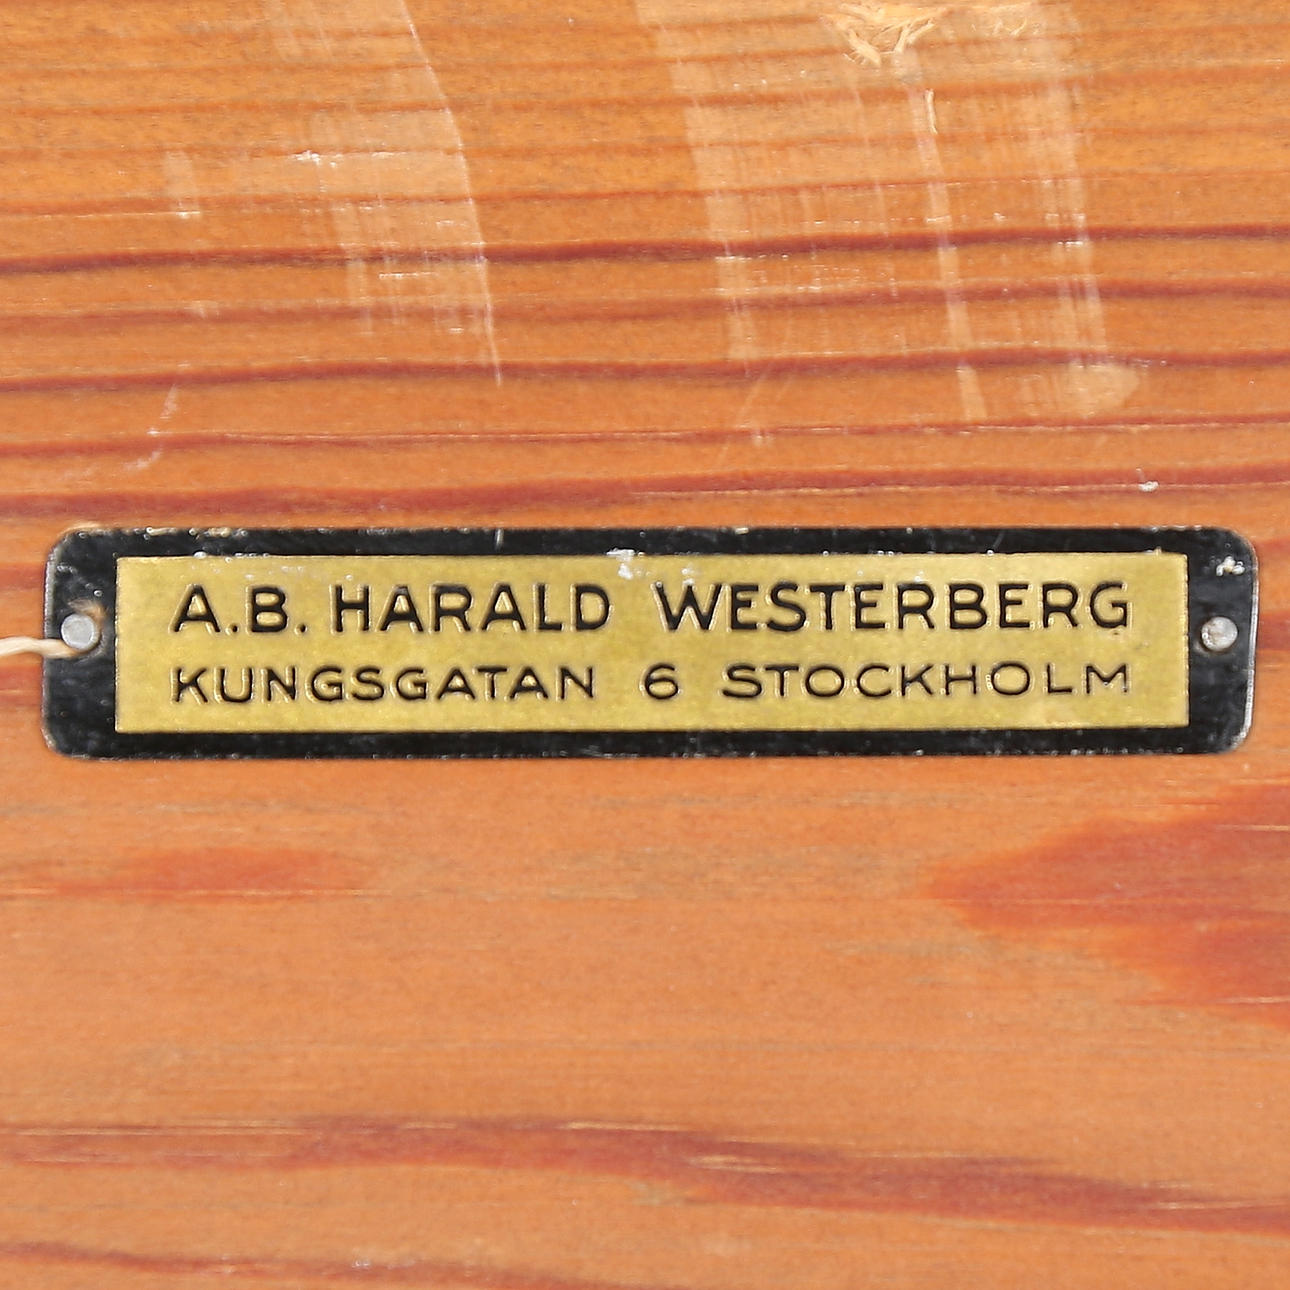 A.B. HARALD WESTERBERG
KUNGSGATAN 6 STOCKHOLM